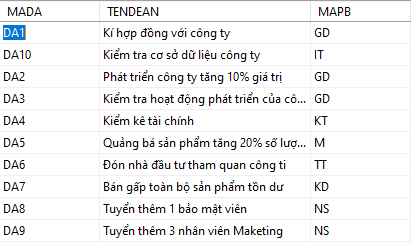 MADA TENDEAN MAPB
DA1 Kí hợp đồng với công ty GD
DA10 Kiểm tra cơ sở dữ liệu công ty IT
DA2 Phát triển công ty tăng 10% giá trị GD
DA3 Kiểm tra hoạt động phát triển của cô... GD
DA4 Kiểm kê tài chính KT
DA5 Quảng bá sản phẩm tăng 20% số lượ... M
DA6 Đón nhà đầu tư tham quan công ti TT
DA7 Bán gấp toàn bộ sản phẩm tồn dư KD
DA8 Tuyển thêm 1 bảo mật viên NS
DA9 Tuyển thêm 3 nhân viên Maketing NS